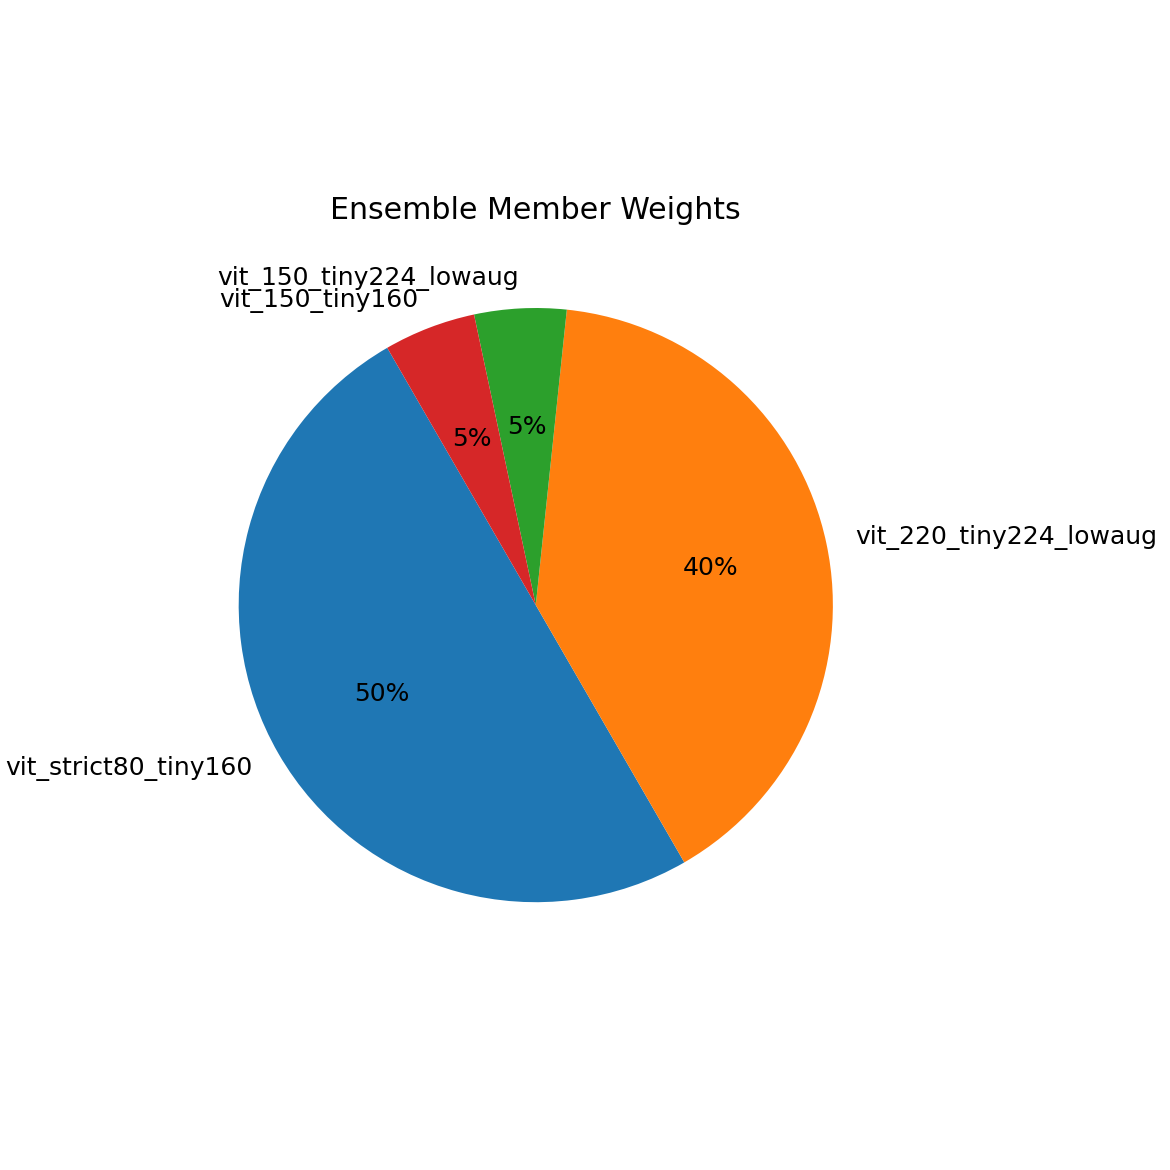 Ensemble Member Weights
vit_150_tiny224_lowaug
vit_150_tiny160
5%
5%
vit_220_tiny224_lowaug
40%
50%
vit_strict80_tiny160